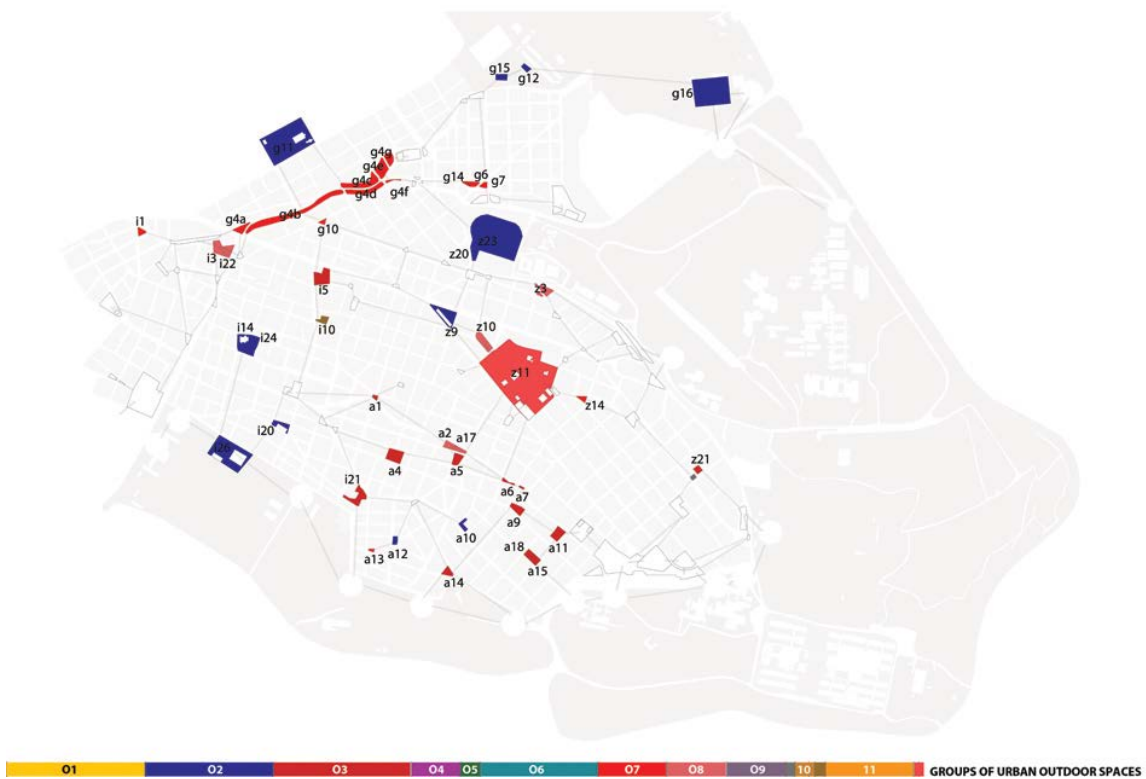 g15
g12
g16
g11
g4g
g4e
g4c
g4d
g4f
g14
g6
g7
i1
g4a
g4b
g10
i3
i22
z20
z23
i5
z3
i10
z9
z10
i14
i24
z11
a1
z14
i20
i26
a2
a17
a4
a5
z21
i21
a6
a7
a9
a10
a11
a12
a13
a18
a15
a14
O1 O2 O3 O4 O5 O6 O7 O8 O9 10 11 GROUPS OF URBAN OUTDOOR SPACES